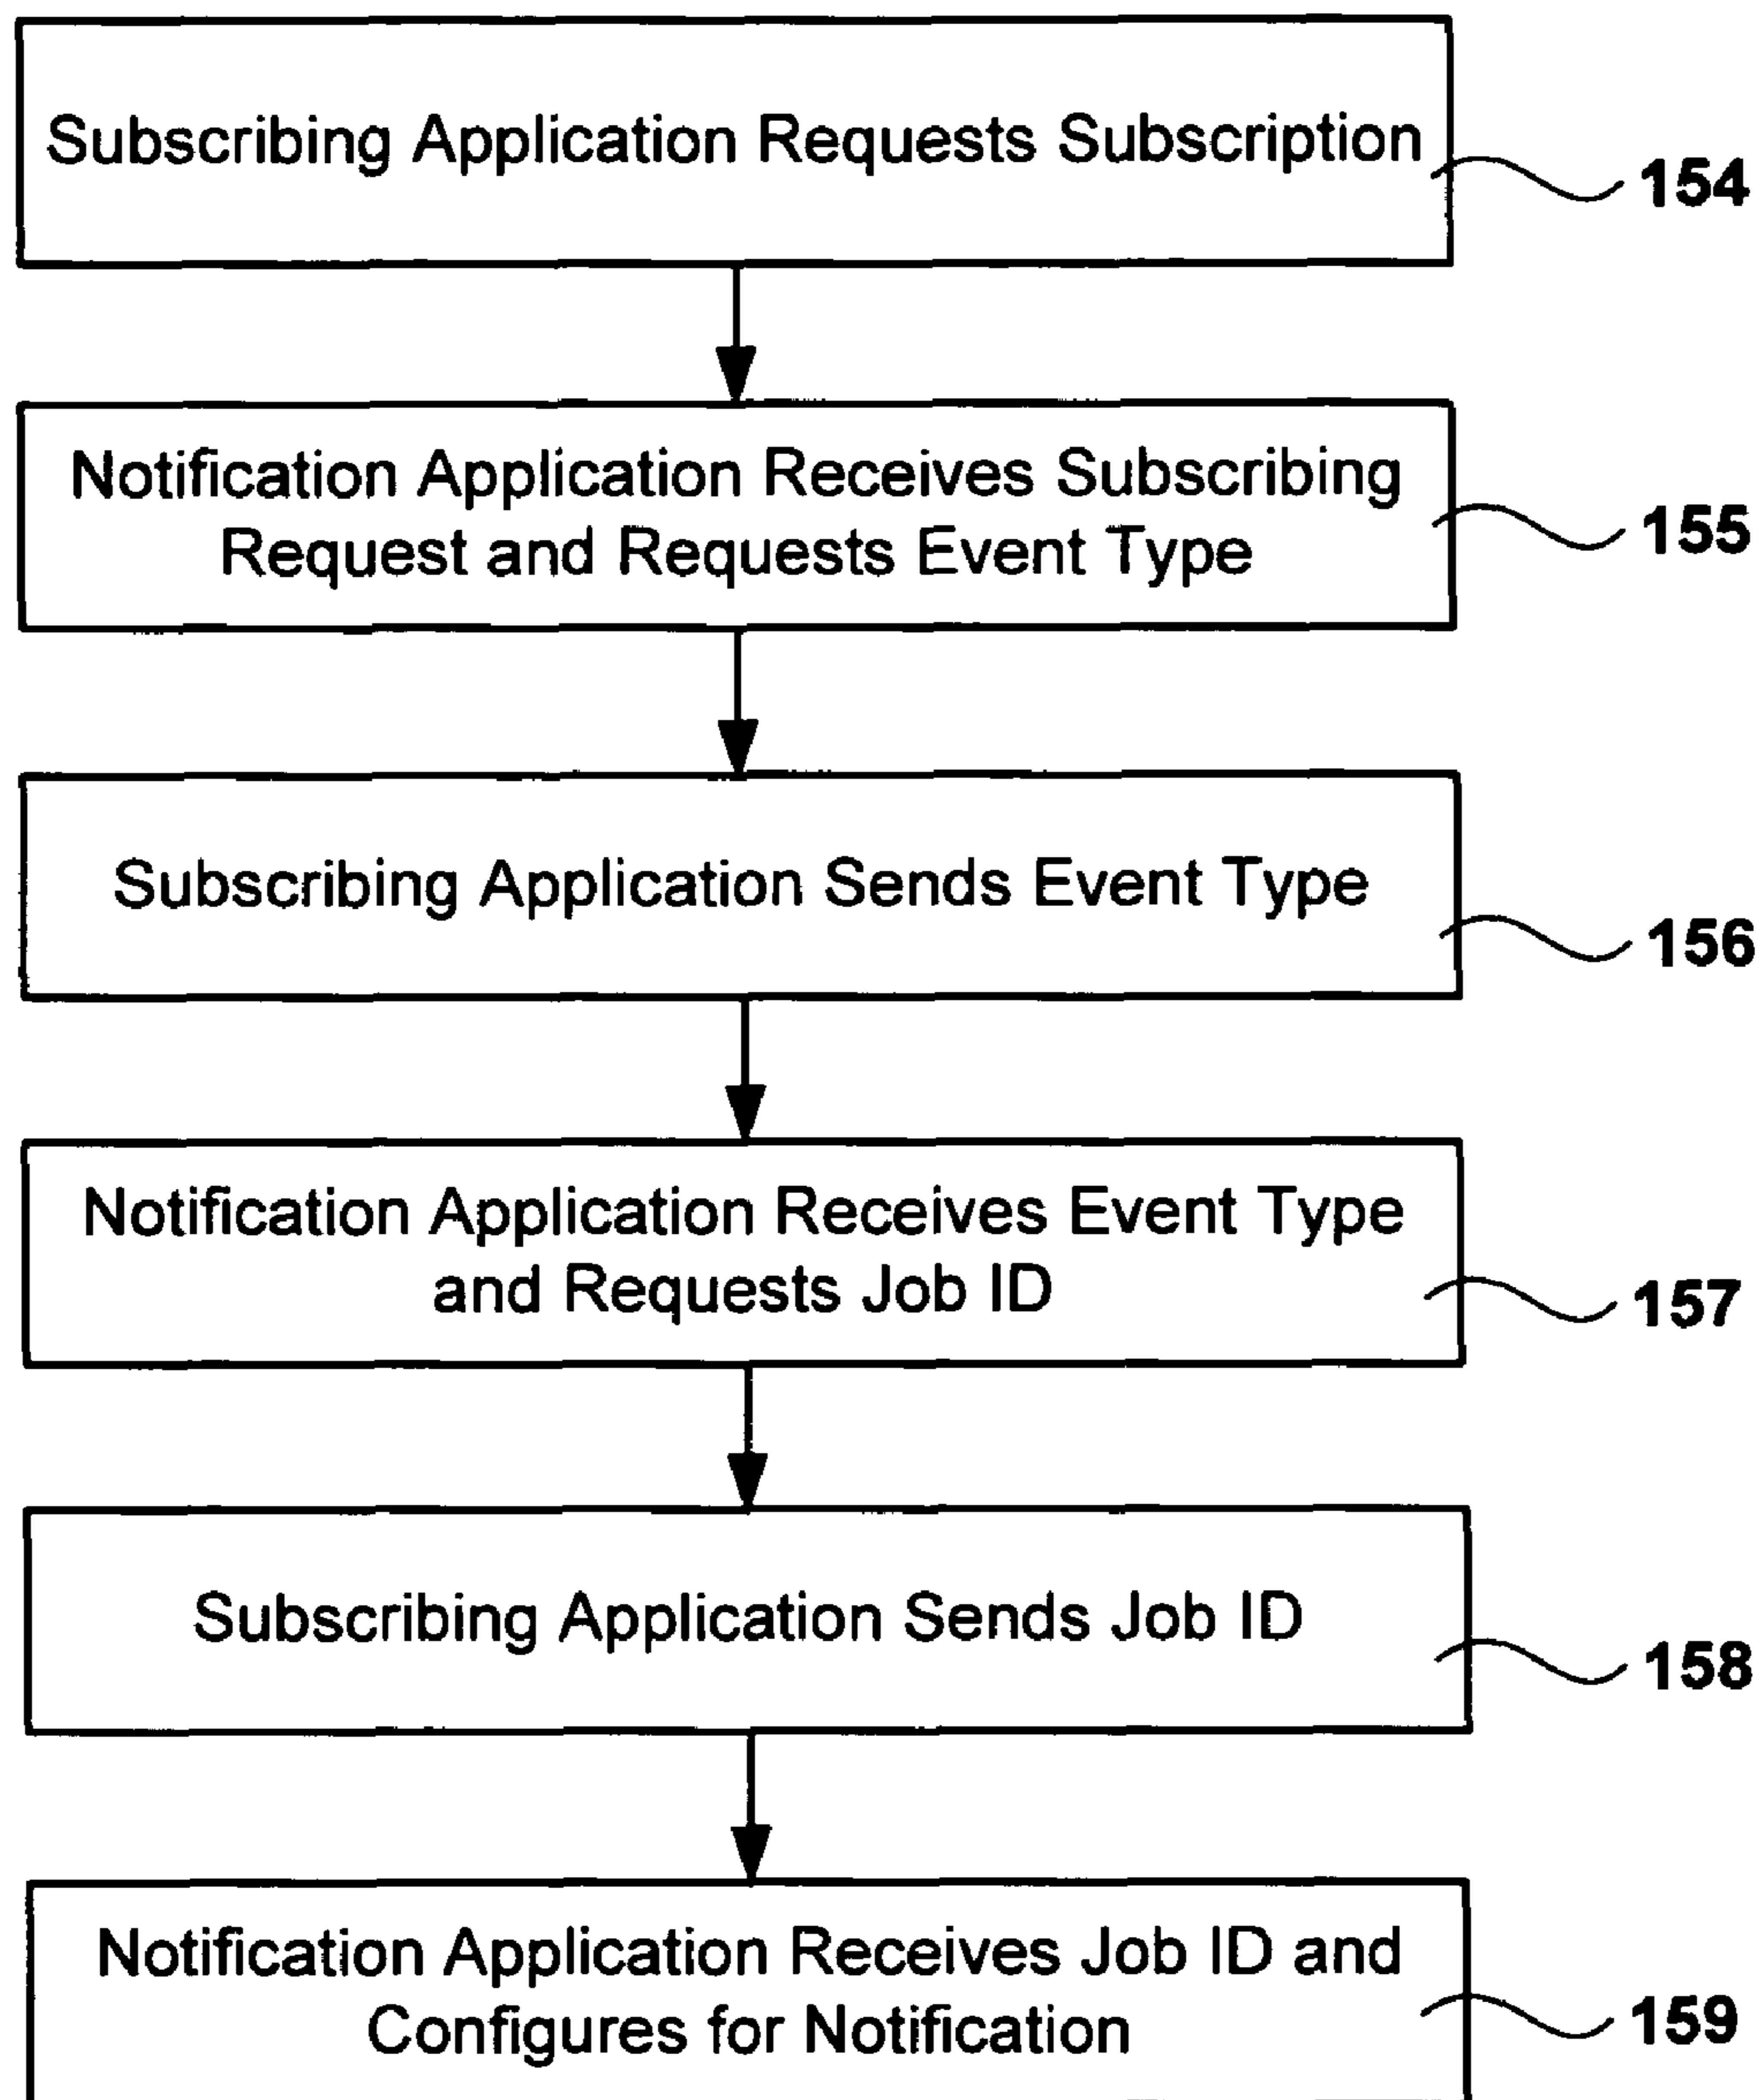 Subscribing Application Requests Subscription
154
Notification Application Receives Subscribing
Request and Requests Event Type
155
Subscribing Application Sends Event Type
156
Notification Application Receives Event Type
and Requests Job ID
157
Subscribing Application Sends Job ID
158
Notification Application Receives Job ID and
Configures for Notification
159